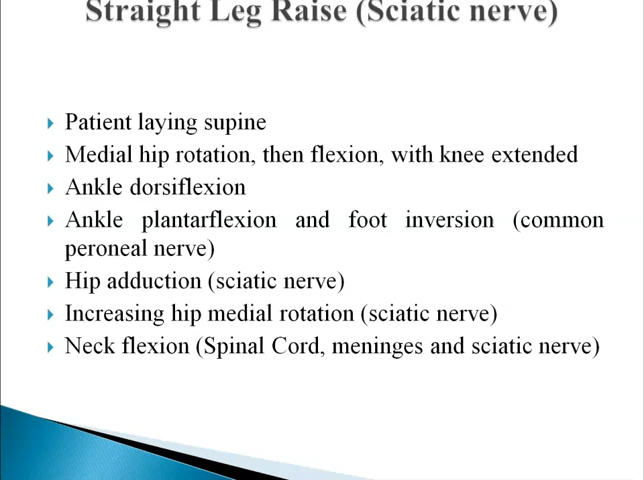 Straight Leg Raise (Sciatic nerve)
Patient laying supine
Medial hip rotation, then flexion, with knee extended
Ankle dorsiflexion
Ankle plantarflexion and foot inversion (common
peroneal nerve)
Hip adduction (sciatic nerve)
Increasing hip medial rotation (sciatic nerve)
Neck flexion (Spinal Cord, meninges and sciatic nerve)